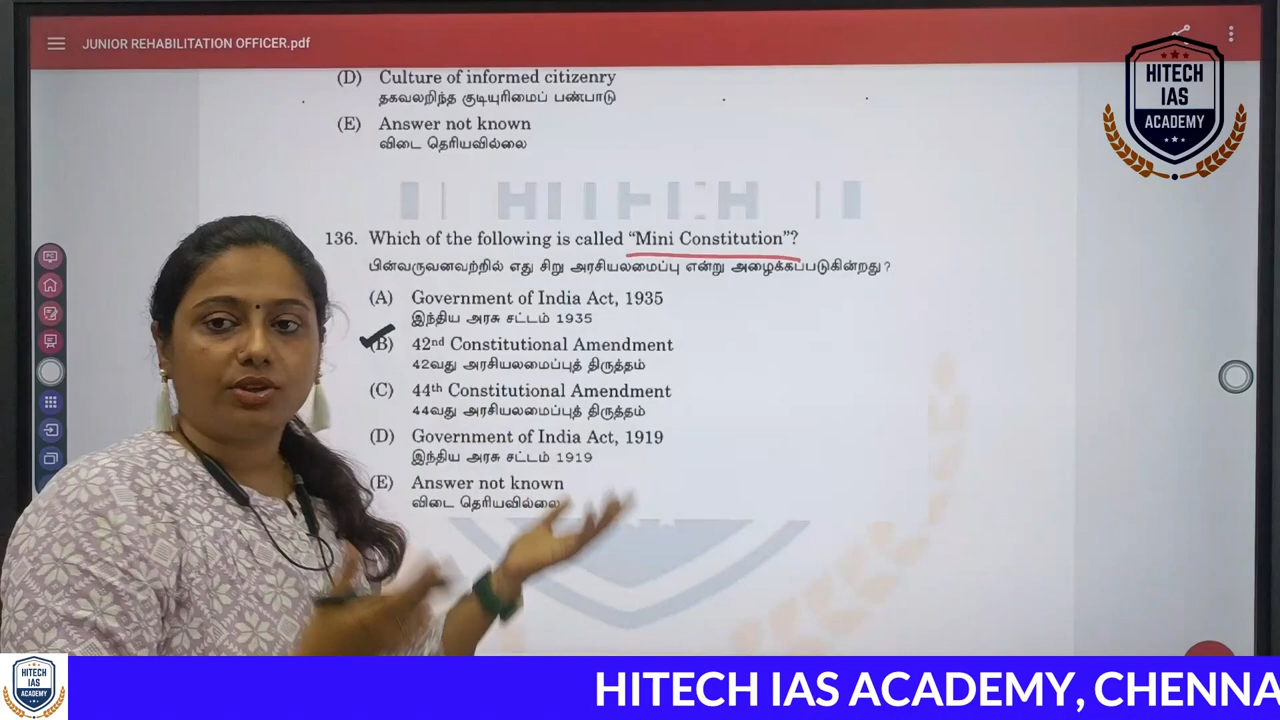 JUNIOR REHABILITATION OFFICER.pdf
HITECH
IAS
ACADEMY
(D) Culture of informed citizenry
தகவலறிந்த குடியுரிமைப் பண்பாடு
(E) Answer not known
விடை தெரியவில்லை
HITECH
136. Which of the following is called “Mini Constitution”?
பின்வருவனவற்றில் எது சிறு அரசியலமைப்பு என்று அழைக்கப்படுகின்றது?
(A) Government of India Act, 1935
இந்திய அரசு சட்டம் 1935
(B) 42nd Constitutional Amendment
42வது அரசியலமைப்புத் திருத்தம்
(C) 44th Constitutional Amendment
44வது அரசியலமைப்புத் திருத்தம்
(D) Government of India Act, 1919
இந்திய அரசு சட்டம் 1919
(E) Answer not known
விடை தெரியவில்லை
HITECH
IAS
ACADEMY
HITECH IAS ACADEMY, CHENNA